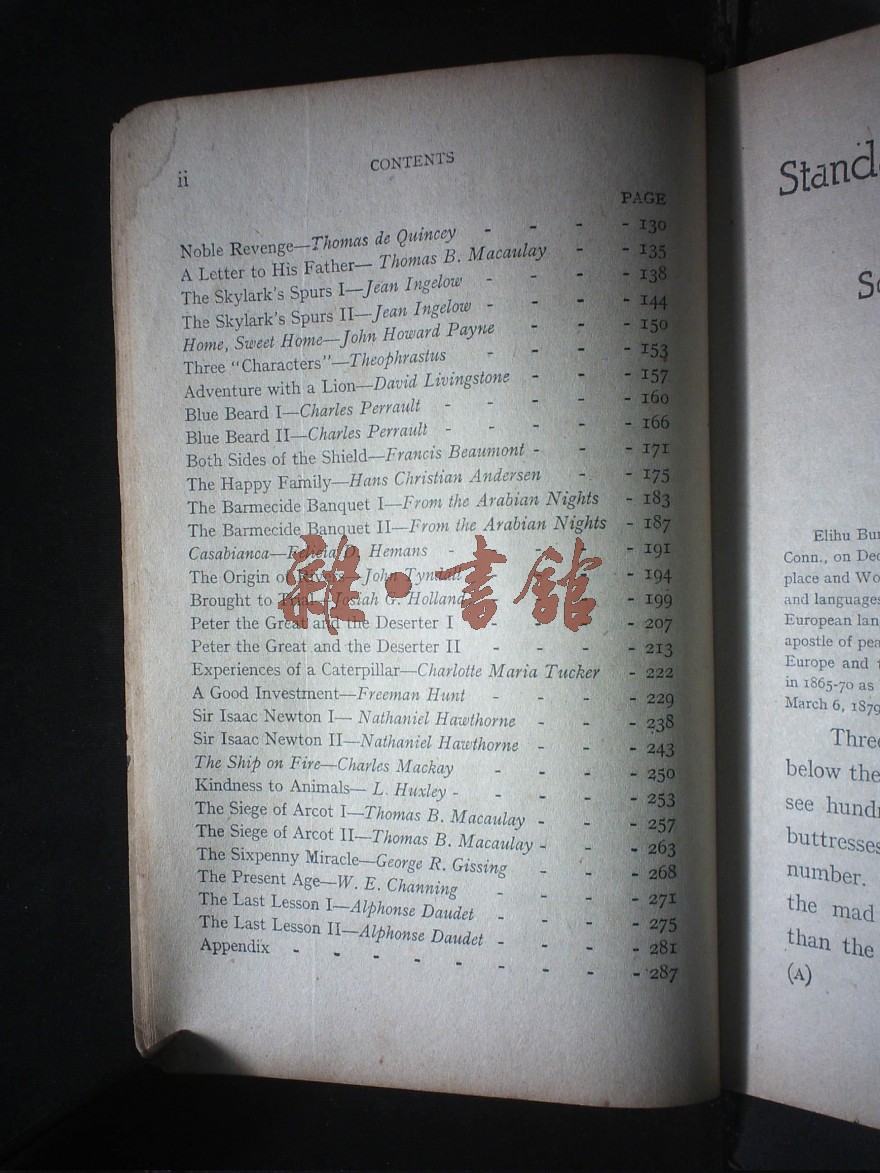 ii
CONTENTS
PAGE
Noble Revenge—Thomas de Quincey - - - - 130
A Letter to His Father— Thomas B. Macaulay - - 135
The Skylark's Spurs I—Jean Ingelow - - - - 138
The Skylark's Spurs II—Jean Ingelow - - - - 144
Home, Sweet Home—John Howard Payne - - - 150
Three "Characters"—Theophrastus - - - - 153
Adventure with a Lion—David Livingstone - - - 157
Blue Beard I—Charles Perrault - - - - - 160
Blue Beard II—Charles Perrault - - - - - 166
Both Sides of the Shield—Francis Beaumont - - - 171
The Happy Family—Hans Christian Andersen - - 175
The Barmecide Banquet I—From the Arabian Nights - 183
The Barmecide Banquet II—From the Arabian Nights - 187
Casabianca—Felicia D. Hemans - - - - - 191
The Origin of Rivers—John Tyndall - - - - 194
Brought to Trial—Josiah G. Holland - - - - 199
Peter the Great and the Deserter I - - - - 207
Peter the Great and the Deserter II - - - - 213
Experiences of a Caterpillar—Charlotte Maria Tucker - 222
A Good Investment—Freeman Hunt - - - - 229
Sir Isaac Newton I— Nathaniel Hawthorne - - - 238
Sir Isaac Newton II—Nathaniel Hawthorne - - - 243
The Ship on Fire—Charles Mackay - - - - 250
Kindness to Animals— L. Huxley - - - - - 253
The Siege of Arcot I—Thomas B. Macaulay - - - 257
The Siege of Arcot II—Thomas B. Macaulay - - - 263
The Sixpenny Miracle—George R. Gissing - - - 268
The Present Age—W. E. Channing - - - - 271
The Last Lesson I—Alphonse Daudet - - - - 275
The Last Lesson II—Alphonse Daudet - - - - 281
Appendix - - - - - - - - - 287
雜·書館
Elihu
Conn., on
place and
and languages
European
apostle of
Europe and
in 1865-70 as
March 6, 1879
below the
see
buttresses
number.
the mad
than the
(A)